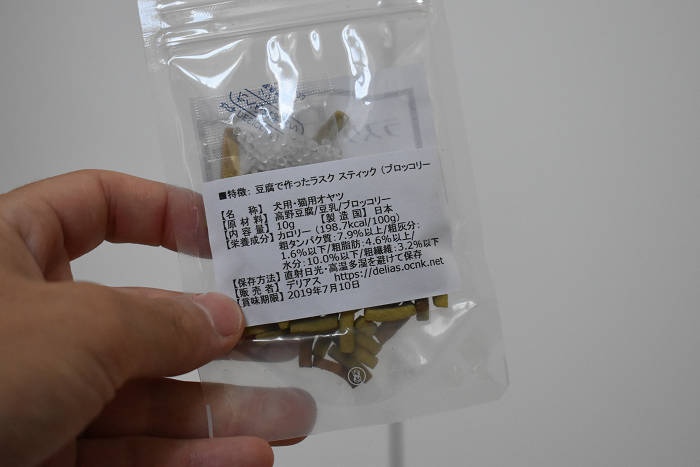 ■特徴： 豆腐で作ったラスク スティック（ブロッコリー
【名　　称】 犬用・猫用オヤツ
【原 材 料】 高野豆腐/豆乳/ブロッコリー
【内 容 量】 10g　　【製 造 国】 日本
【栄養成分】 カロリー（198.7kcal/100g）
粗タンパク質：7.9%以上/粗灰分：
1.6%以下/粗脂肪：4.6%以上/
水分：10.0%以下/粗繊維：3.2%以下
【保存方法】 直射日光・高温多湿を避けて保存
【販 売 者】 デリアス　https://delias.ocnk.net
【賞味期限】 2019年7月10日